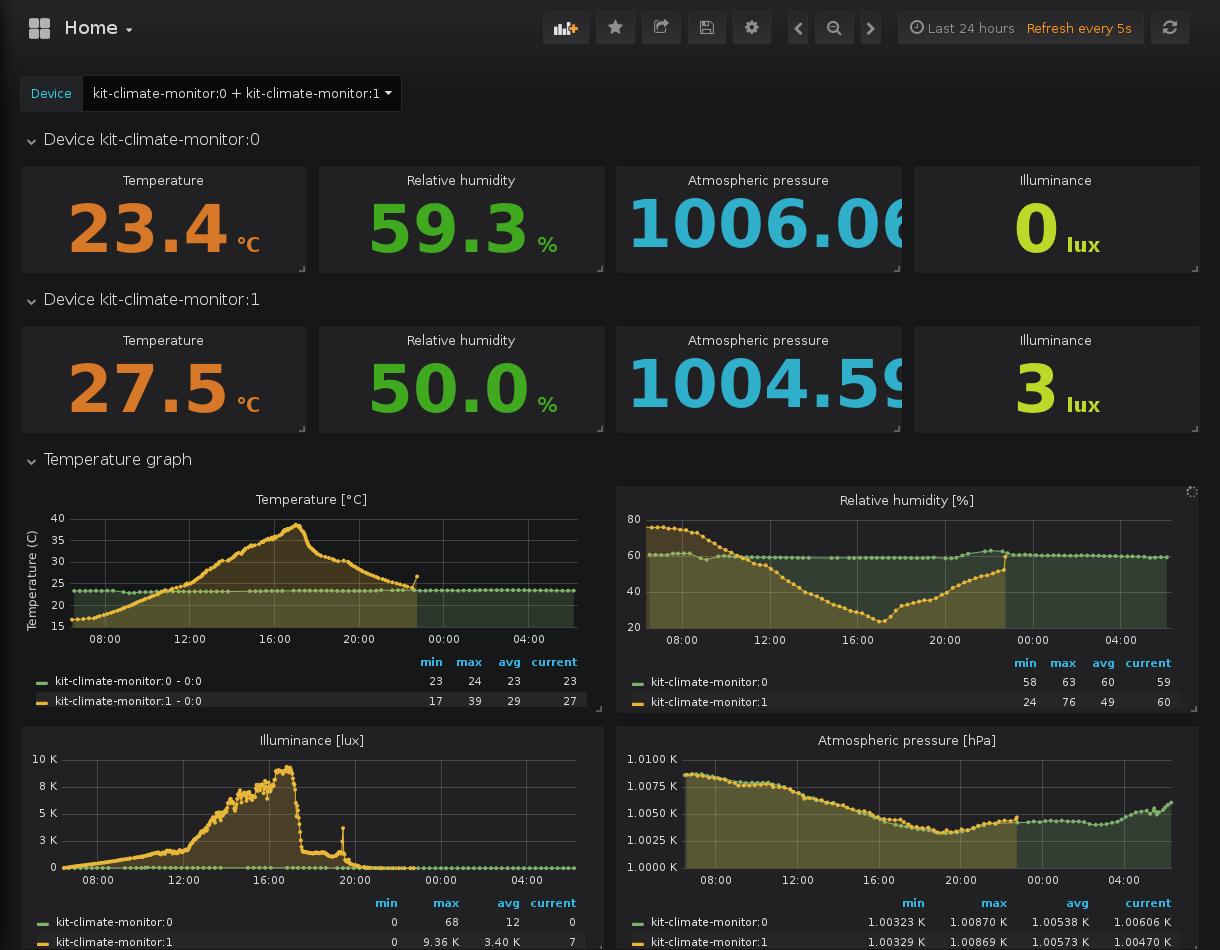 Home
Last 24 hours Refresh every 5s
Device kit-climate-monitor:0 + kit-climate-monitor:1
Device kit-climate-monitor:0
Temperature Relative humidity Atmospheric pressure Illuminance
23.4 °C 59.3 % 1006.06 0 lux
Device kit-climate-monitor:1
Temperature Relative humidity Atmospheric pressure Illuminance
27.5 °C 50.0 % 1004.59 3 lux
Temperature graph
Temperature [°C]
Temperature (C)
40
35
30
25
20
15
08:00 12:00 16:00 20:00 00:00 04:00
min max avg current
kit-climate-monitor:0 - 0:0 23 24 23 23
kit-climate-monitor:1 - 0:0 17 39 29 27
Relative humidity [%]
80
60
40
20
08:00 12:00 16:00 20:00 00:00 04:00
min max avg current
kit-climate-monitor:0 58 63 60 59
kit-climate-monitor:1 24 76 49 60
Illuminance [lux]
10 K
8 K
5 K
3 K
0
08:00 12:00 16:00 20:00 00:00 04:00
min max avg current
kit-climate-monitor:0 0 68 12 0
kit-climate-monitor:1 0 9.36 K 3.40 K 7
Atmospheric pressure [hPa]
1.0100 K
1.0075 K
1.0050 K
1.0025 K
1.0000 K
08:00 12:00 16:00 20:00 00:00 04:00
min max avg current
kit-climate-monitor:0 1.00323 K 1.00870 K 1.00538 K 1.00606 K
kit-climate-monitor:1 1.00329 K 1.00869 K 1.00573 K 1.00470 K